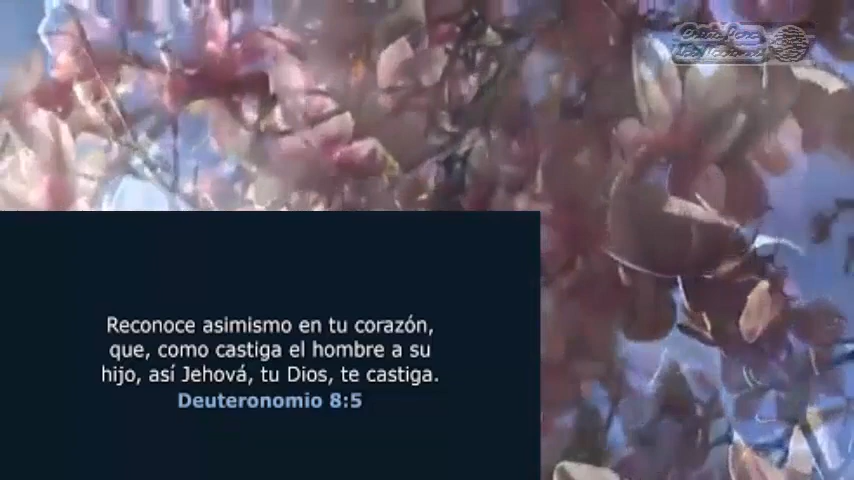 Reconoce asimismo en tu corazón,
que, como castiga el hombre a su
hijo, así Jehová, tu Dios, te castiga.
Deuteronomio 8:5